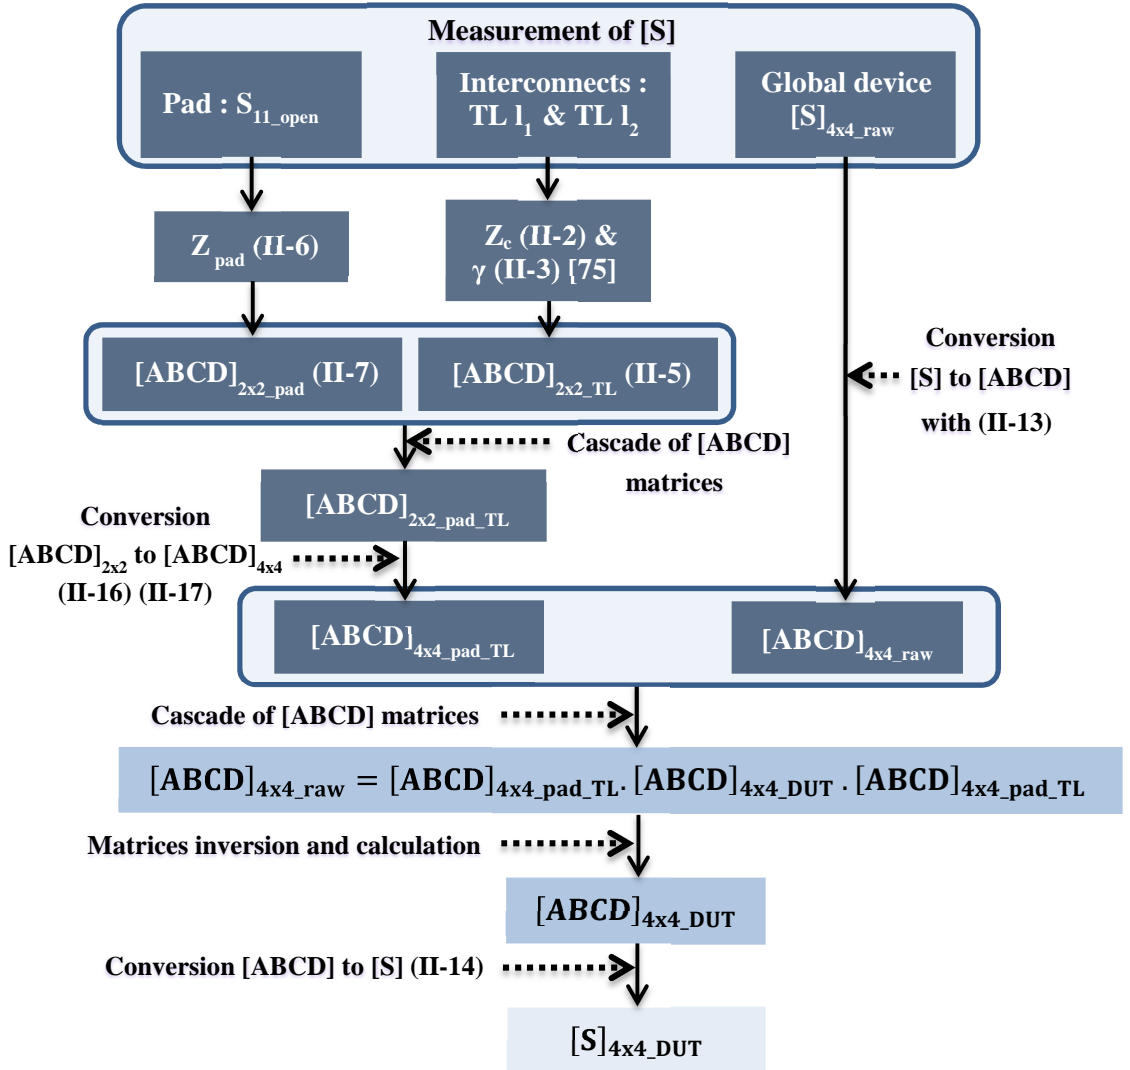 Measurement of [S]
Pad : S11_open
Interconnects :
TL l1 & TL l2
Global device
[S]4x4_raw
Zpad (II-6)
Zc (II-2) &
γ (II-3) [75]
[ABCD]2x2_pad (II-7)
[ABCD]2x2_TL (II-5)
Conversion
[S] to [ABCD]
with (II-13)
Cascade of [ABCD]
matrices
[ABCD]2x2_pad_TL
Conversion
[ABCD]2x2 to [ABCD]4x4
(II-16) (II-17)
[ABCD]4x4_pad_TL
[ABCD]4x4_raw
Cascade of [ABCD] matrices
[ABCD]4x4_raw = [ABCD]4x4_pad_TL. [ABCD]4x4_DUT . [ABCD]4x4_pad_TL
Matrices inversion and calculation
[ABCD]4x4_DUT
Conversion [ABCD] to [S] (II-14)
[S]4x4_DUT